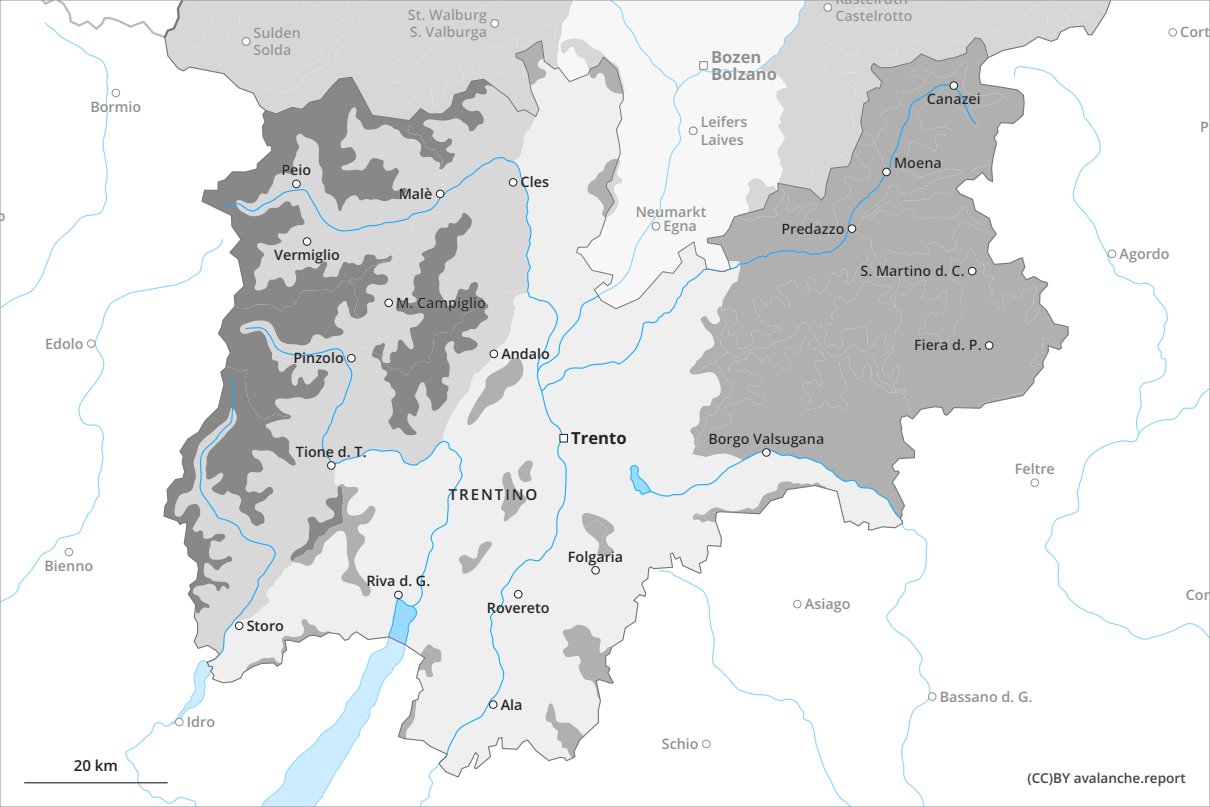 Kastelruth
Castelrotto
St. Walburg
S. Valburga
Sulden
Solda
Cort
Bozen
Bolzano
Bormio
Canazei
Leifers
Laives
P
Moena
Peio
Malè
Cles
Neumarkt
Egna
Predazzo
Vermiglio
Agordo
S. Martino d. C.
M. Campiglio
Edolo
Pinzolo
Andalo
Fiera d. P.
Trento
Borgo Valsugana
Tione d. T.
Feltre
TRENTINO
Bienno
Folgaria
Riva d. G.
Rovereto
Asiago
Cor
Storo
Bassano d. G.
Ala
Idro
Schio
20 km
(CC)BY avalanche.report